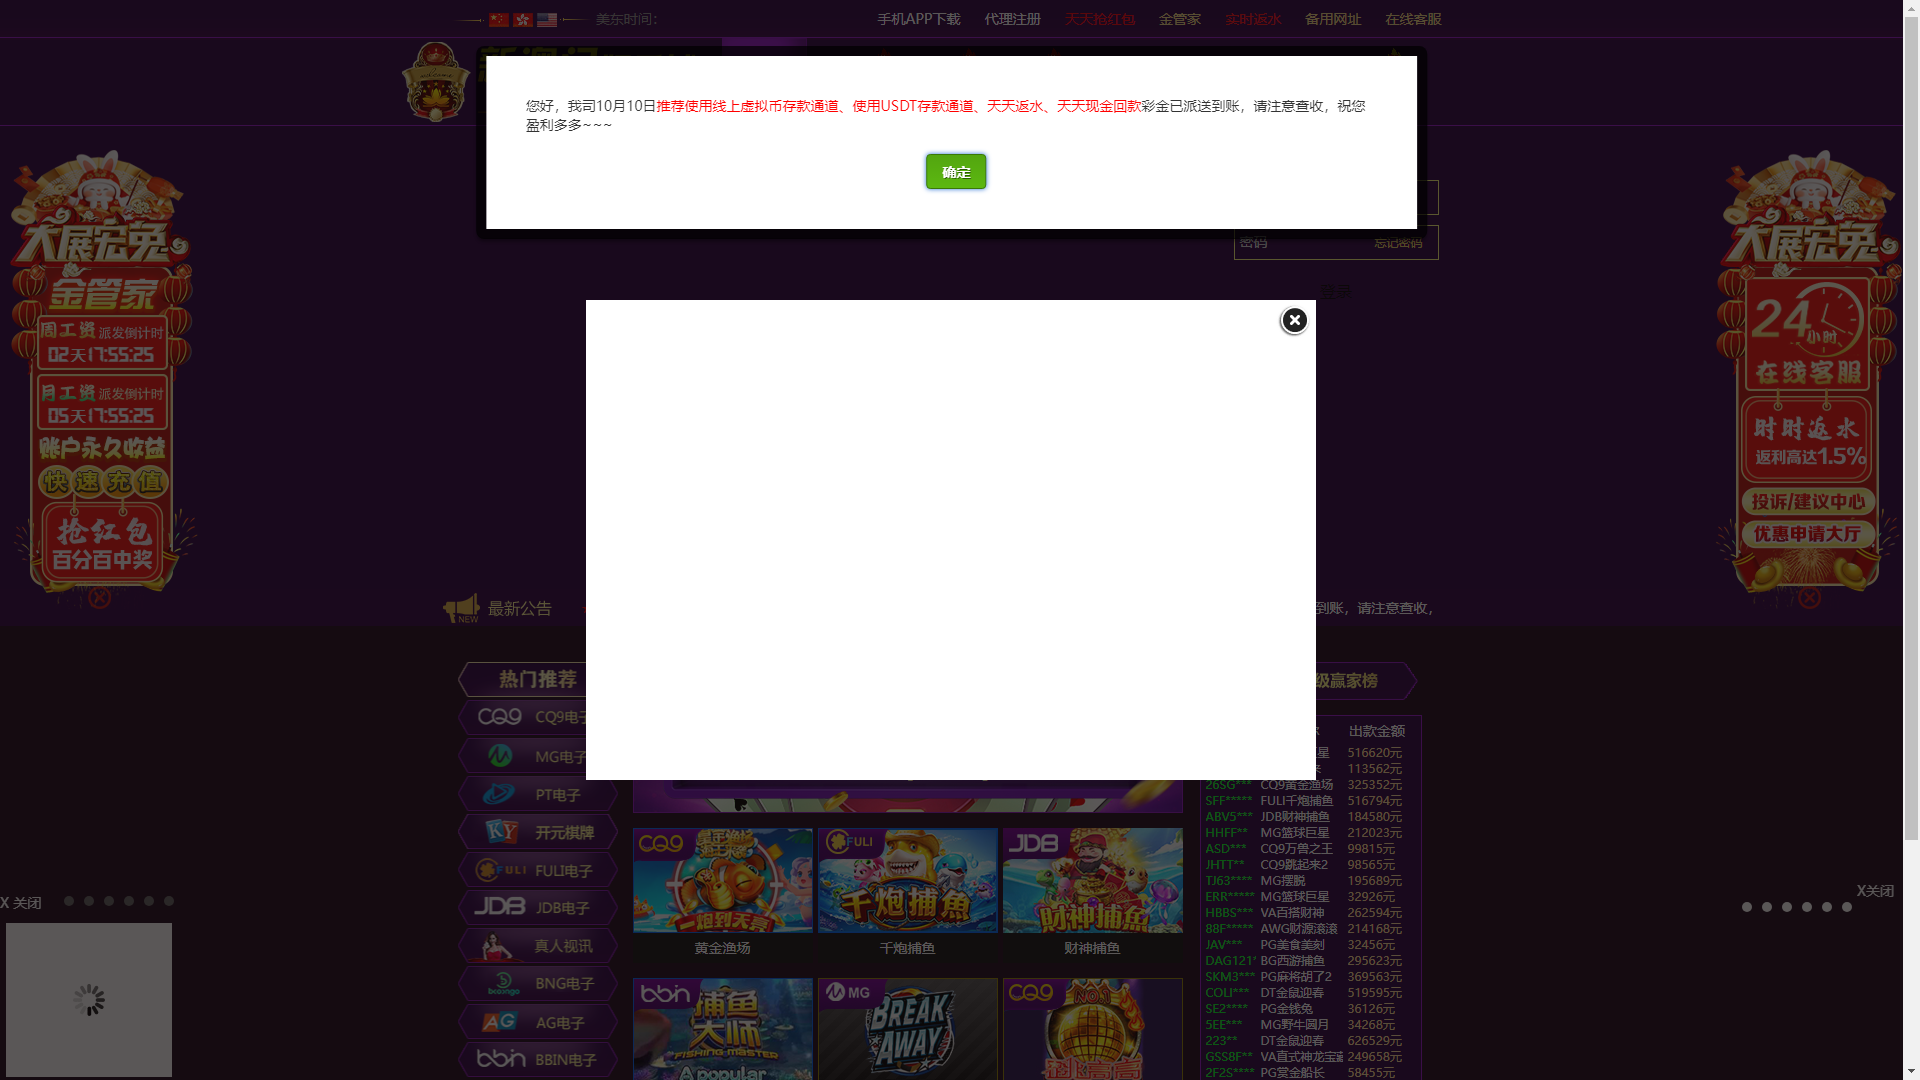 美东时间：
手机APP下载 代理注册 天天抢红包 金管家 实时返水 备用网址 在线客服
welcome
您好，我司10月10日推荐使用线上虚拟币存款通道、使用USDT存款通道、天天返水、天天现金回款彩金已派送到账，请注意查收，祝您
盈利多多~~~
确定
密码 忘记密码
大展宏兔
金管家
周工资 派发倒计时
02天17:55:25
月工资 派发倒计时
05天17:55:25
账户永久收益
快速充值
抢红包
百分百中奖
大展宏兔
24小时
在线客服
时时返水
返利高达1.5%
投诉/建议中心
优惠申请大厅
NEW 最新公告
到账，请注意查收，
热门推荐
CQ9 CQ9电子
MG电子
PT电子
KY 开元棋牌
FULI FULI电子
JDB JDB电子
真人视讯
BNG电子
AG AG电子
bbin BBIN电子
CQ9
黄金渔场
一炮到天亮
黄金渔场
FULI
千炮捕魚
千炮捕鱼
JDB
財神捕魚
财神捕鱼
bbin
捕鱼大师
FISHING MASTER
A popular
MG
BREAK AWAY
CQ9
NO.1
跳高高
级赢家榜
出款金额
星 516620元
113562元
26SG*** CQ9黄金渔场 325352元
SFF***** FULI千炮捕鱼 516794元
ABV5*** JDB财神捕鱼 184580元
HHFF** MG篮球巨星 212023元
ASD*** CQ9万兽之王 99815元
JHTT** CQ9跳起来2 98565元
TJ63**** MG摆脱 195689元
ERR***** MG篮球巨星 32926元
HBBS*** VA百搭财神 262594元
88F***** AWG财源滚滚 214168元
JAV*** PG美食美刻 32456元
DAG121* BG西游捕鱼 295623元
SKM3*** PG麻将胡了2 369563元
COLI*** DT金鼠迎春 519595元
SE2**** PG金钱兔 36126元
5EE*** MG野牛圆月 34268元
223** DT金鼠迎春 626529元
GSS8F** VA直式神龙宝 249658元
2F2S**** PG赏金船长 58455元
X 关闭
X关闭